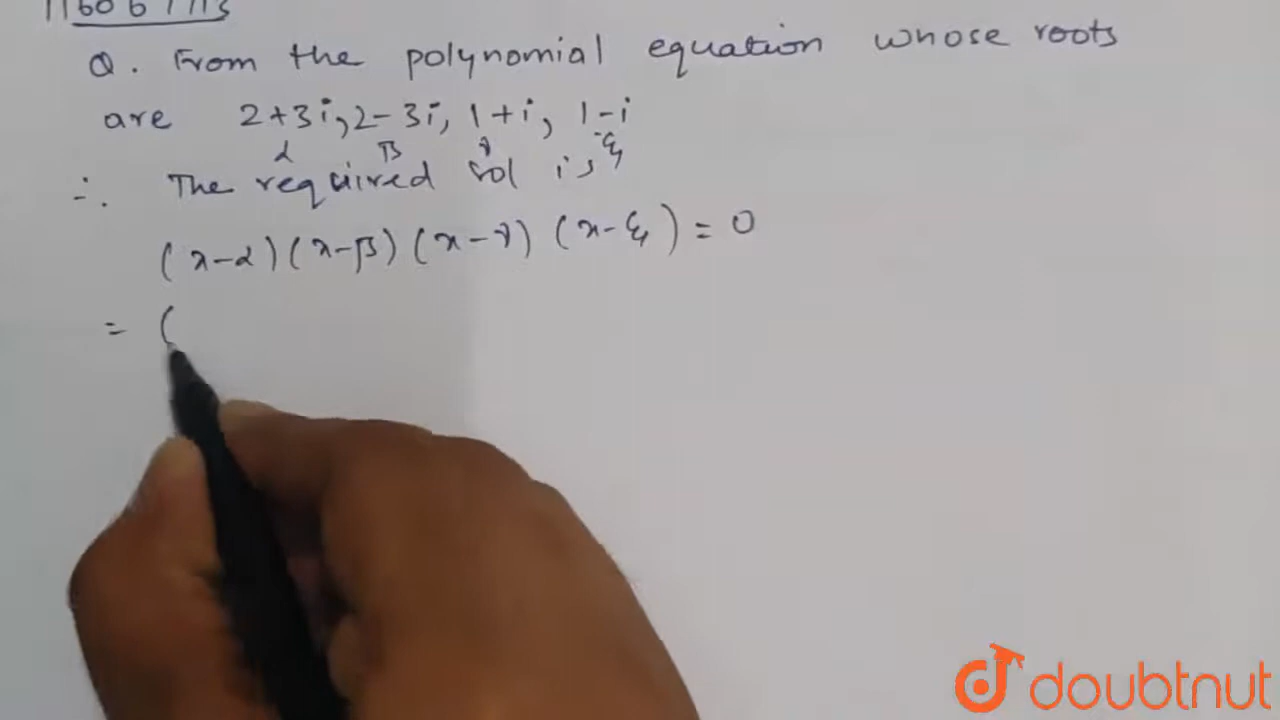 Q. From the polynomial equation whose roots
are 2+3i, 2-3i, 1+i, 1-i
α β γ ξ
∴ The required sol is
(x-α)(x-β)(x-γ)(x-ξ) = 0
= (
doubtnut